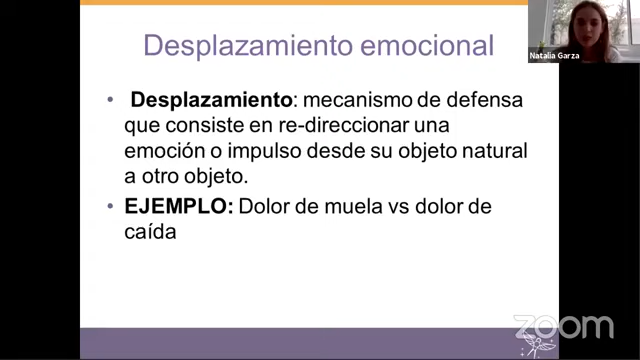 Desplazamiento emocional
Natalia Garza
• Desplazamiento: mecanismo de defensa
que consiste en re-direccionar una
emoción o impulso desde su objeto natural
a otro objeto.
• EJEMPLO: Dolor de muela vs dolor de
caída
zoom